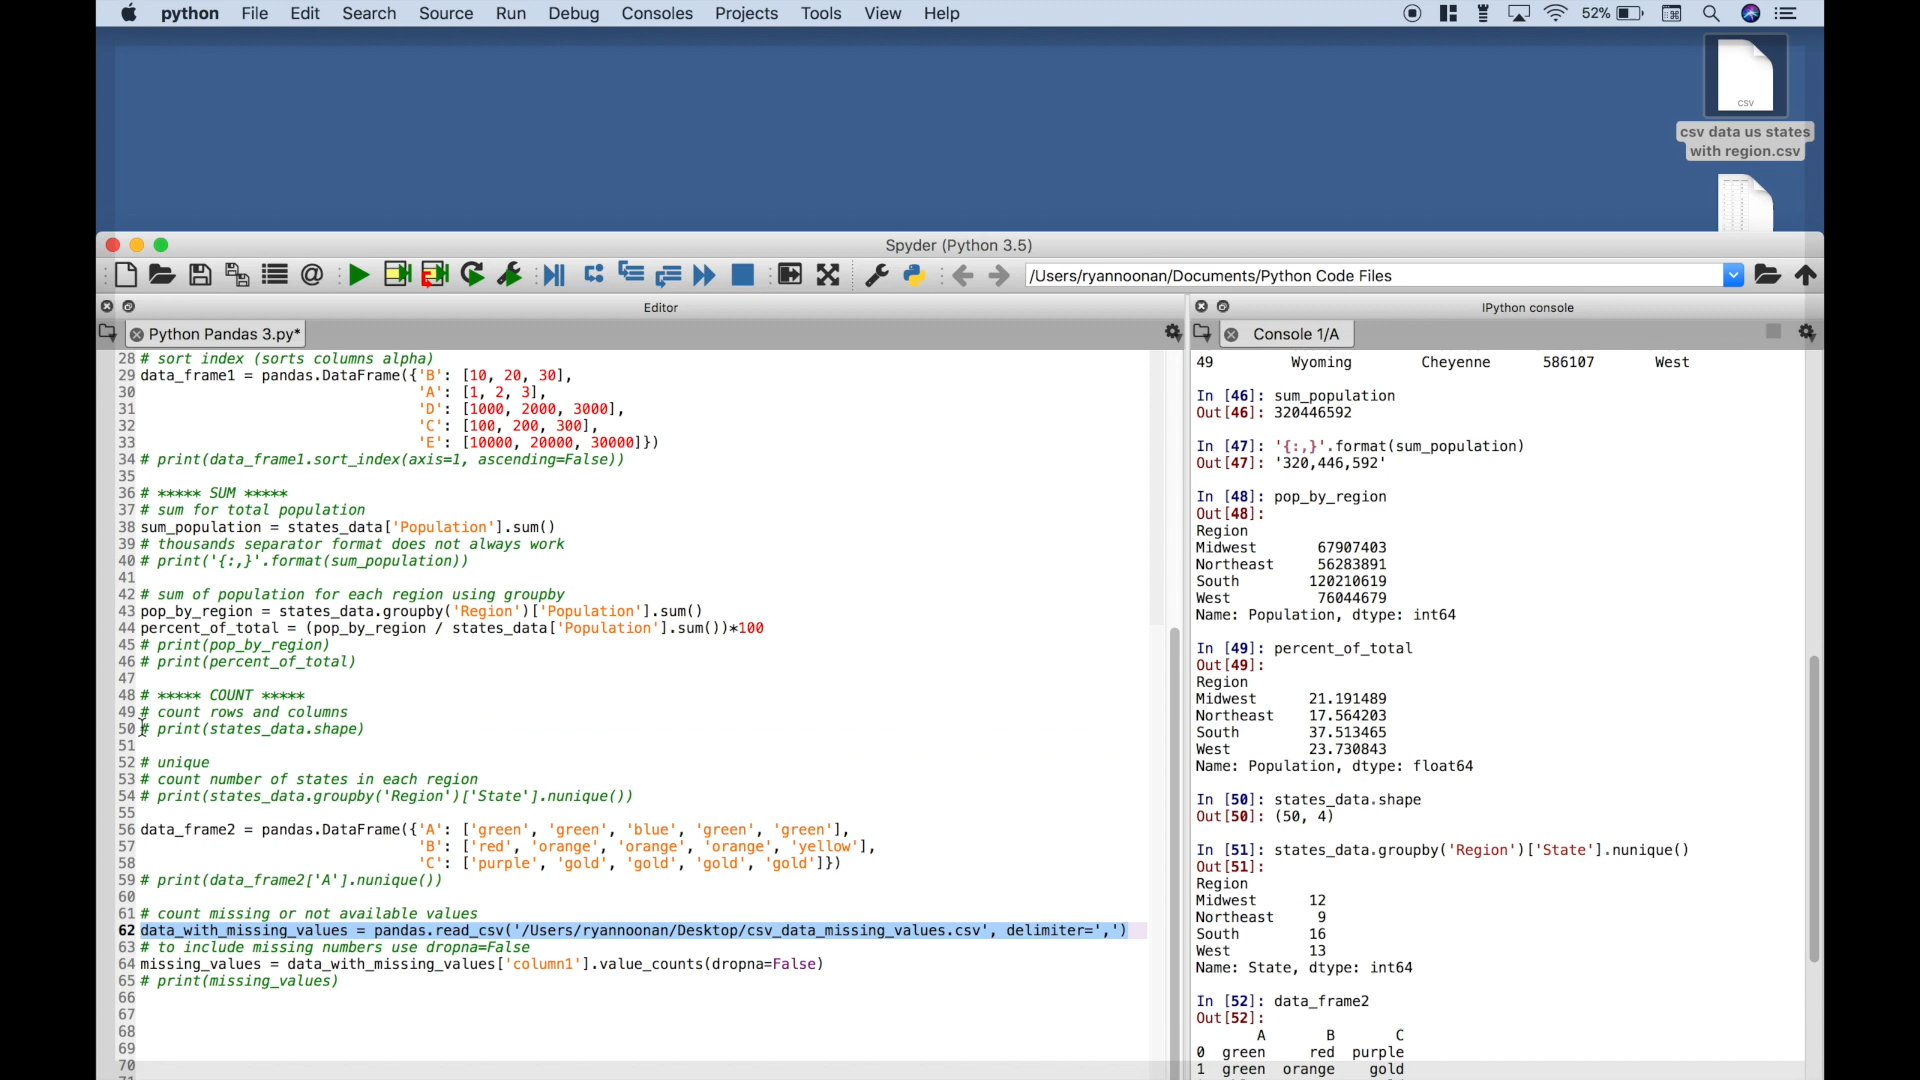 python File Edit Search Source Run Debug Consoles Projects Tools View Help 52%
csv
csv data us states
with region.csv
Spyder (Python 3.5)
/Users/ryannoonan/Documents/Python Code Files
Editor
Python Pandas 3.py*
28 # sort index (sorts columns alpha)
29 data_frame1 = pandas.DataFrame({'B': [10, 20, 30],
30 'A': [1, 2, 3],
31 'D': [1000, 2000, 3000],
32 'C': [100, 200, 300],
33 'E': [10000, 20000, 30000]})
34 # print(data_frame1.sort_index(axis=1, ascending=False))
35
36 # ***** SUM *****
37 # sum for total population
38 sum_population = states_data['Population'].sum()
39 # thousands separator format does not always work
40 # print('{:,}'.format(sum_population))
41
42 # sum of population for each region using groupby
43 pop_by_region = states_data.groupby('Region')['Population'].sum()
44 percent_of_total = (pop_by_region / states_data['Population'].sum())*100
45 # print(pop_by_region)
46 # print(percent_of_total)
47
48 # ***** COUNT *****
49 # count rows and columns
50 # print(states_data.shape)
51
52 # unique
53 # count number of states in each region
54 # print(states_data.groupby('Region')['State'].nunique())
55
56 data_frame2 = pandas.DataFrame({'A': ['green', 'green', 'blue', 'green', 'green'],
57 'B': ['red', 'orange', 'orange', 'orange', 'yellow'],
58 'C': ['purple', 'gold', 'gold', 'gold', 'gold']})
59 # print(data_frame2['A'].nunique())
60
61 # count missing or not available values
62 data_with_missing_values = pandas.read_csv('/Users/ryannoonan/Desktop/csv_data_missing_values.csv', delimiter=',')
63 # to include missing numbers use dropna=False
64 missing_values = data_with_missing_values['column1'].value_counts(dropna=False)
65 # print(missing_values)
66
67
68
69
70
71
IPython console
Console 1/A
49 Wyoming Cheyenne 586107 West
In [46]: sum_population
Out[46]: 320446592
In [47]: '{:,}'.format(sum_population)
Out[47]: '320,446,592'
In [48]: pop_by_region
Out[48]:
Region
Midwest 67907403
Northeast 56283891
South 120210619
West 76044679
Name: Population, dtype: int64
In [49]: percent_of_total
Out[49]:
Region
Midwest 21.191489
Northeast 17.564203
South 37.513465
West 23.730843
Name: Population, dtype: float64
In [50]: states_data.shape
Out[50]: (50, 4)
In [51]: states_data.groupby('Region')['State'].nunique()
Out[51]:
Region
Midwest 12
Northeast 9
South 16
West 13
Name: State, dtype: int64
In [52]: data_frame2
Out[52]:
A B C
0 green red purple
1 green orange gold